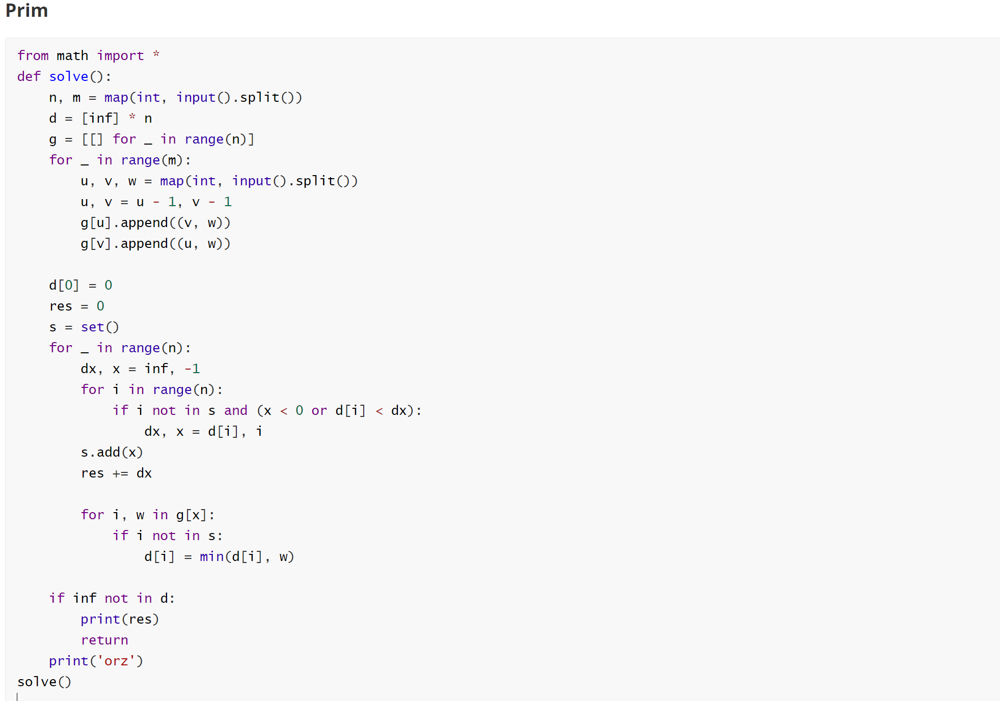 Prim
from math import *
def solve():
    n, m = map(int, input().split())
    d = [inf] * n
    g = [[] for _ in range(n)]
    for _ in range(m):
        u, v, w = map(int, input().split())
        u, v = u - 1, v - 1
        g[u].append((v, w))
        g[v].append((u, w))

    d[0] = 0
    res = 0
    s = set()
    for _ in range(n):
        dx, x = inf, -1
        for i in range(n):
            if i not in s and (x < 0 or d[i] < dx):
                dx, x = d[i], i
        s.add(x)
        res += dx

        for i, w in g[x]:
            if i not in s:
                d[i] = min(d[i], w)

    if inf not in d:
        print(res)
        return
    print('orz')
solve()